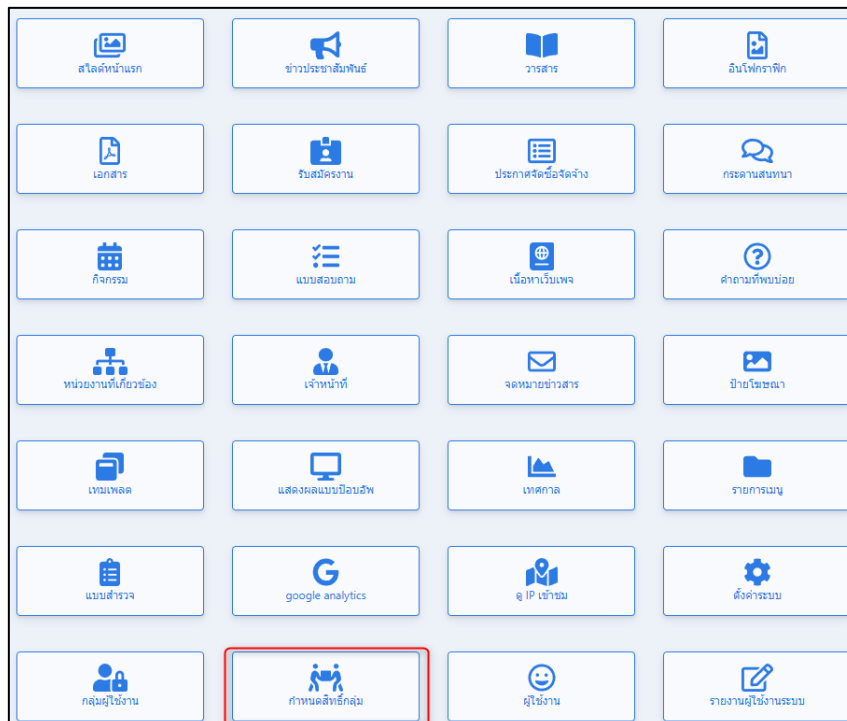 สไลด์หน้าแรก
ข่าวประชาสัมพันธ์
วารสาร
อินโฟกราฟิก
เอกสาร
รับสมัครงาน
ประกาศจัดซื้อจัดจ้าง
กระดานสนทนา
กิจกรรม
แบบสอบถาม
เนื้อหาเว็บเพจ
คำถามที่พบบ่อย
หน่วยงานที่เกี่ยวข้อง
เจ้าหน้าที่
จดหมายข่าวสาร
ป้ายโฆษณา
เทมเพลต
แสดงผลแบบป๊อบอัพ
เทศกาล
รายการเมนู
แบบสำรวจ
google analytics
ดู IP เข้าชม
ตั้งค่าระบบ
กลุ่มผู้ใช้งาน
กำหนดสิทธิ์กลุ่ม
ผู้ใช้งาน
รายงานผู้ใช้งานระบบ